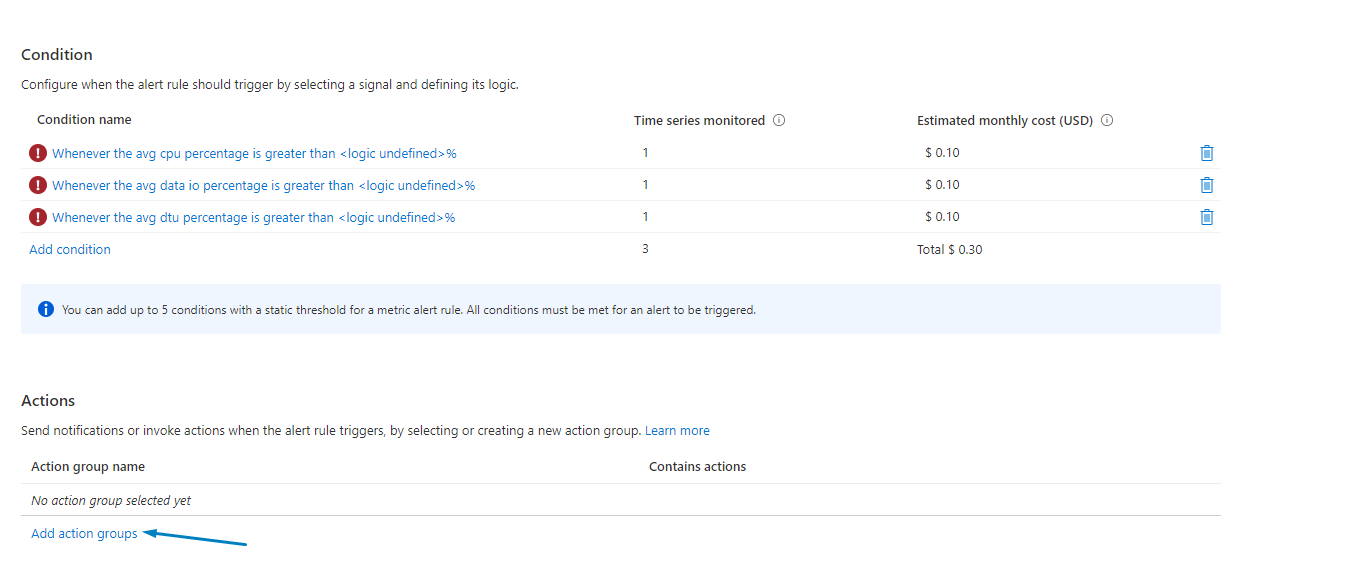 Condition
Configure when the alert rule should trigger by selecting a signal and defining its logic.
Condition name Time series monitored Estimated monthly cost (USD)
Whenever the avg cpu percentage is greater than <logic undefined>% 1 $ 0.10
Whenever the avg data io percentage is greater than <logic undefined>% 1 $ 0.10
Whenever the avg dtu percentage is greater than <logic undefined>% 1 $ 0.10
Add condition 3 Total $ 0.30
You can add up to 5 conditions with a static threshold for a metric alert rule. All conditions must be met for an alert to be triggered.
Actions
Send notifications or invoke actions when the alert rule triggers, by selecting or creating a new action group. Learn more
Action group name Contains actions
No action group selected yet
Add action groups